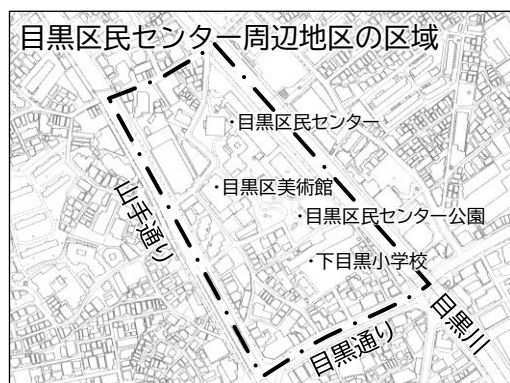 目黒区民センター周辺地区の区域
・目黒区民センター
・目黒区美術館
・目黒区民センター公園
・下目黒小学校
山手通り
目黒通り
目黒川